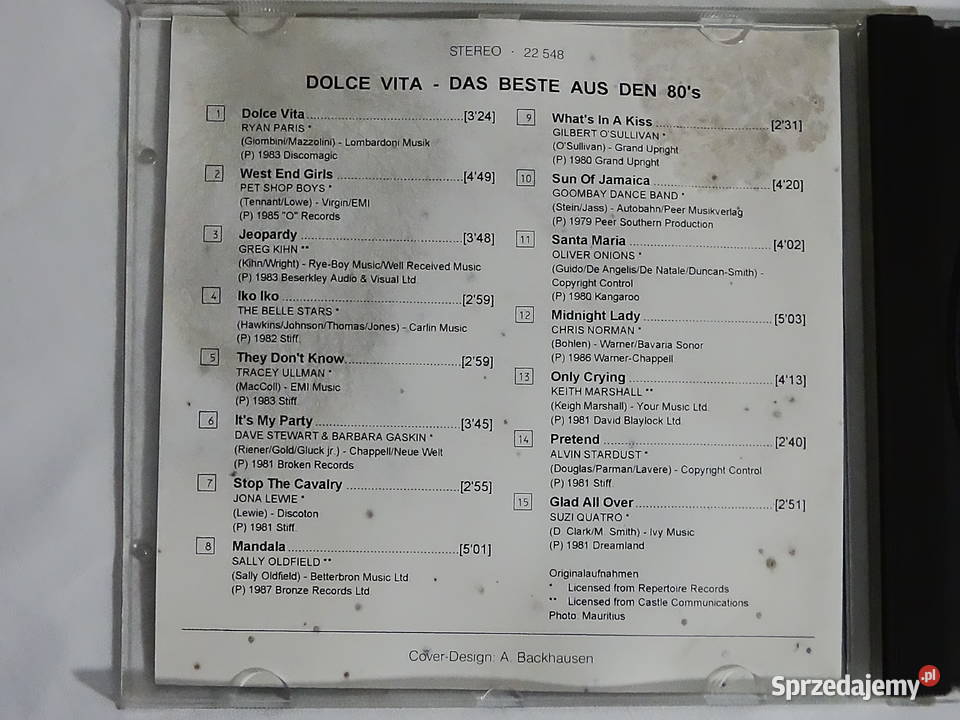 STEREO · 22 548
DOLCE VITA - DAS BESTE AUS DEN 80's
1 Dolce Vita [3'24]
RYAN PARIS *
(Giombini/Mazzolini) - Lombardoni Musik
(P) 1983 Discomagic
2 West End Girls [4'49]
PET SHOP BOYS *
(Tennant/Lowe) - Virgin/EMI
(P) 1985 "O" Records
3 Jeopardy [3'48]
GREG KIHN **
(Kihn/Wright) - Rye-Boy Music/Well Received Music
(P) 1983 Beserkley Audio & Visual Ltd
4 Iko Iko [2'59]
THE BELLE STARS *
(Hawkins/Johnson/Thomas/Jones) - Carlin Music
(P) 1982 Stiff
5 They Don't Know [2'59]
TRACEY ULLMAN *
(MacColl) - EMI Music
(P) 1983 Stiff
6 It's My Party [3'45]
DAVE STEWART & BARBARA GASKIN *
(Riener/Gold/Gluck jr.) - Chappell/Neue Welt
(P) 1981 Broken Records
7 Stop The Cavalry [2'55]
JONA LEWIE *
(Lewie) - Discoton
(P) 1981 Stiff
8 Mandala [5'01]
SALLY OLDFIELD **
(Sally Oldfield) - Betterbron Music Ltd
(P) 1987 Bronze Records Ltd
9 What's In A Kiss [2'31]
GILBERT O'SULLIVAN *
(O'Sullivan) - Grand Upright
(P) 1980 Grand Upright
10 Sun Of Jamaica [4'20]
GOOMBAY DANCE BAND *
(Stein/Jass) - Autobahn/Peer Musikverlag
(P) 1979 Peer Southern Production
11 Santa Maria [4'02]
OLIVER ONIONS *
(Guido/De Angelis/De Natale/Duncan-Smith) -
Copyright Control
(P) 1980 Kangaroo
12 Midnight Lady [5'03]
CHRIS NORMAN *
(Bohlen) - Warner/Bavaria Sonor
(P) 1986 Warner-Chappell
13 Only Crying [4'13]
KEITH MARSHALL **
(Keigh Marshall) - Your Music Ltd
(P) 1981 David Blaylock Ltd
14 Pretend [2'40]
ALVIN STARDUST *
(Douglas/Parman/Lavere) - Copyright Control
(P) 1981 Stiff
15 Glad All Over [2'51]
SUZI QUATRO *
(D. Clark/M. Smith) - Ivy Music
(P) 1981 Dreamland
Originalaufnahmen
* Licensed from Repertoire Records
** Licensed from Castle Communications
Photo: Mauritius
Cover-Design: A. Backhausen
Sprzedajemy.pl